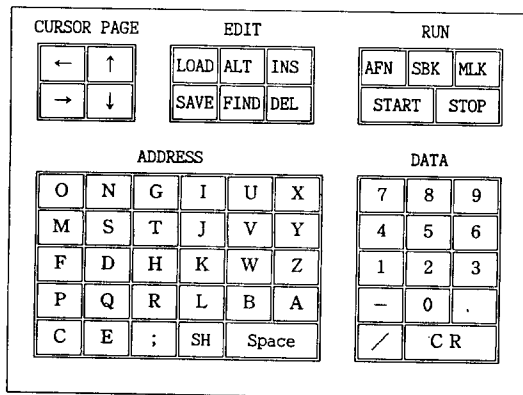 CURSOR PAGE EDIT RUN
← ↑ LOAD ALT INS AFN SBK MLK
→ ↓ SAVE FIND DEL START STOP
ADDRESS DATA
O N G I U X 7 8 9
M S T J V Y 4 5 6
F D H K W Z 1 2 3
P Q R L B A - 0 .
C E ; SH Space / CR